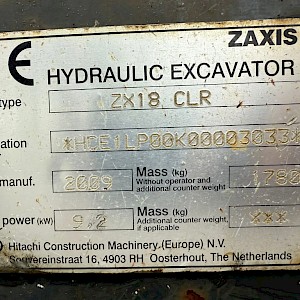 ZAXIS
CE HYDRAULIC EXCAVATOR
type ZX18 CLR
ation *HCE1LP00K00003033*
manuf. 2009 Mass (kg) Without operator and additional counter weight 1780
power (kW) 9,2 Mass (kg) Additional counter weight, if applicable ***
Hitachi Construction Machinery (Europe) N.V.
Souvereinstraat 16, 4903 RH Oosterhout, The Netherlands